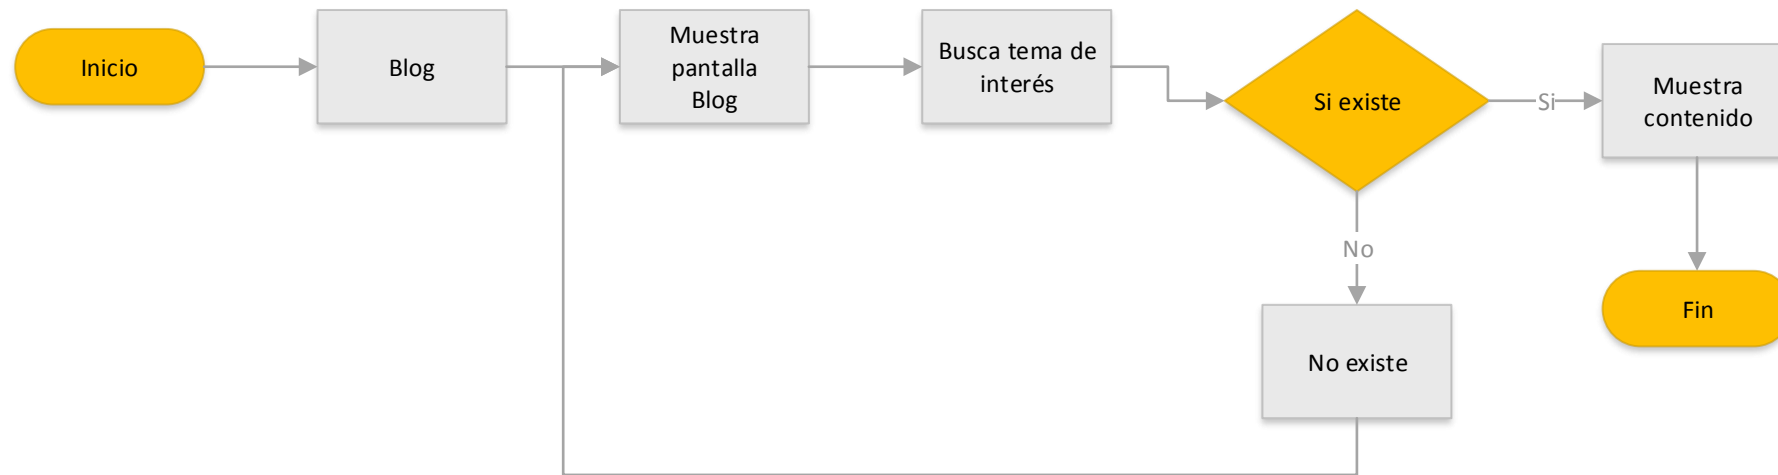 Inicio
Blog
Muestra
pantalla
Blog
Busca tema de
interés
Si existe
Si
Muestra
contenido
No
No existe
Fin